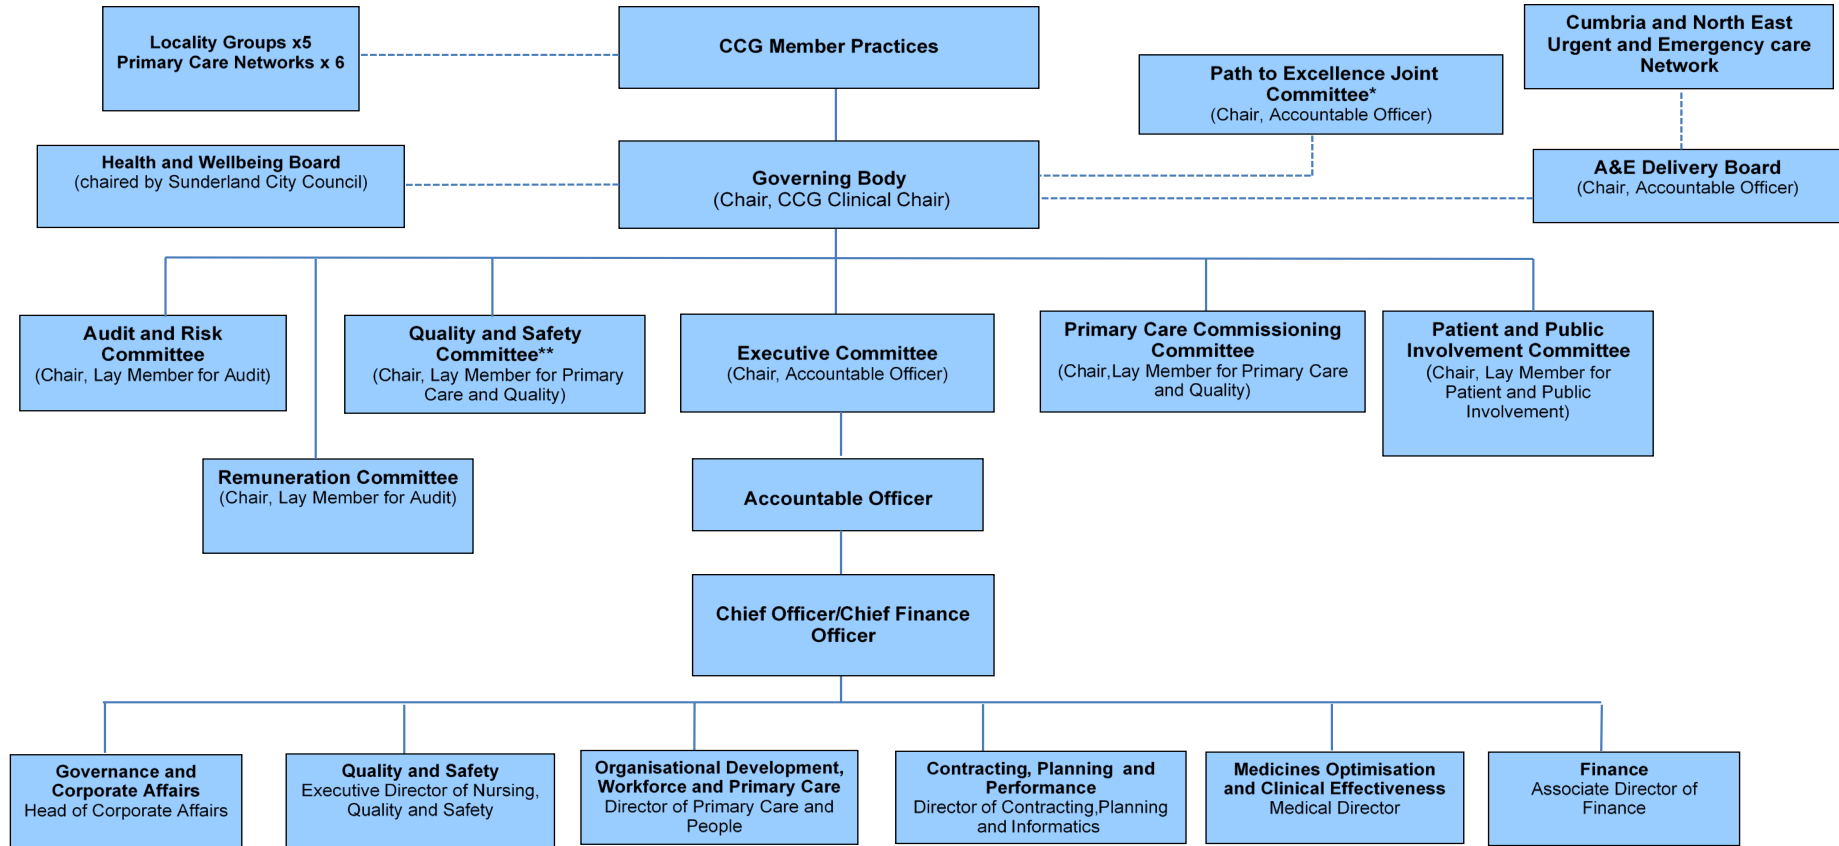 Locality Groups x5
Primary Care Networks x 6
CCG Member Practices
Cumbria and North East
Urgent and Emergency care
Network
Path to Excellence Joint
Committee*
(Chair, Accountable Officer)
Health and Wellbeing Board
(chaired by Sunderland City Council)
Governing Body
(Chair, CCG Clinical Chair)
A&E Delivery Board
(Chair, Accountable Officer)
Audit and Risk
Committee
(Chair, Lay Member for Audit)
Quality and Safety
Committee**
(Chair, Lay Member for Primary
Care and Quality)
Executive Committee
(Chair, Accountable Officer)
Primary Care Commissioning
Committee
(Chair,Lay Member for Primary Care
and Quality)
Patient and Public
Involvement Committee
(Chair, Lay Member for
Patient and Public
Involvement)
Remuneration Committee
(Chair, Lay Member for Audit)
Accountable Officer
Chief Officer/Chief Finance
Officer
Governance and
Corporate Affairs
Head of Corporate Affairs
Quality and Safety
Executive Director of Nursing,
Quality and Safety
Organisational Development,
Workforce and Primary Care
Director of Primary Care and
People
Contracting, Planning and
Performance
Director of Contracting,Planning
and Informatics
Medicines Optimisation
and Clinical Effectiveness
Medical Director
Finance
Associate Director of
Finance